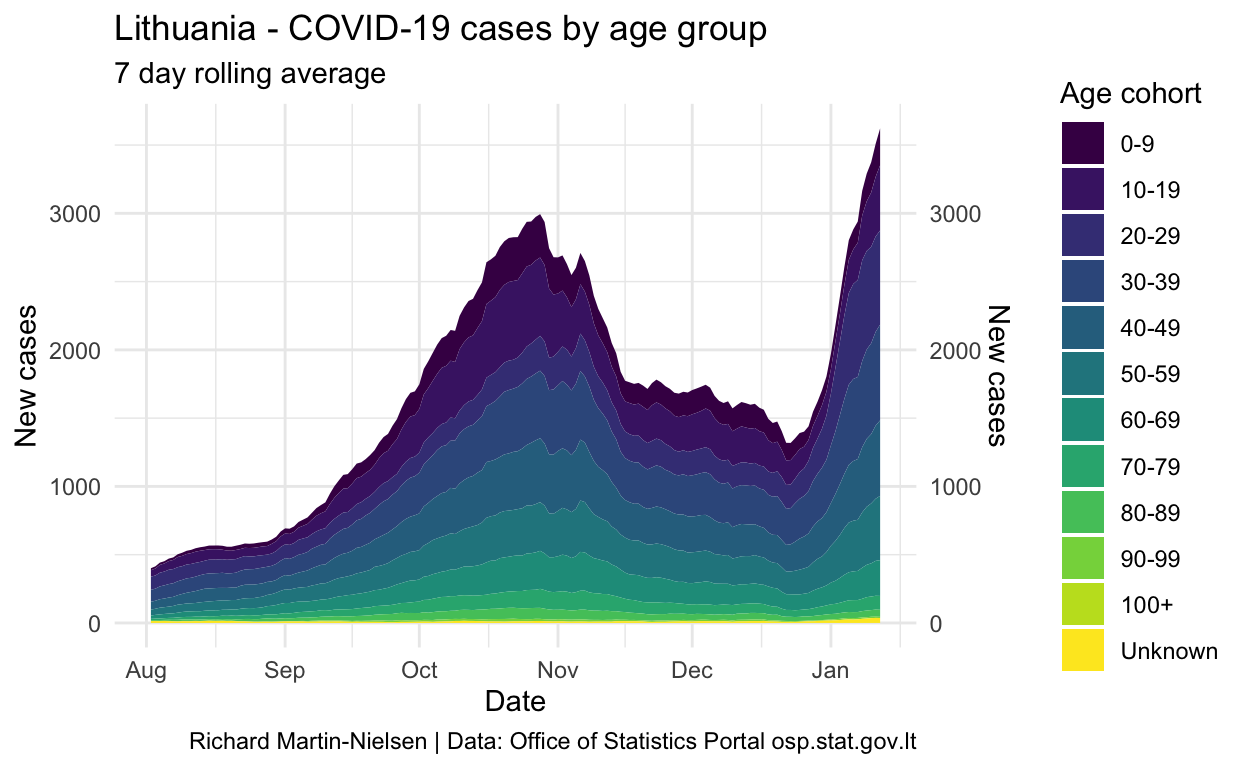 Lithuania - COVID-19 cases by age group
7 day rolling average
New cases
3000
2000
1000
0
3000
2000
1000
0
New cases
Aug Sep Oct Nov Dec Jan
Date
Age cohort
0-9
10-19
20-29
30-39
40-49
50-59
60-69
70-79
80-89
90-99
100+
Unknown
Richard Martin-Nielsen | Data: Office of Statistics Portal osp.stat.gov.lt